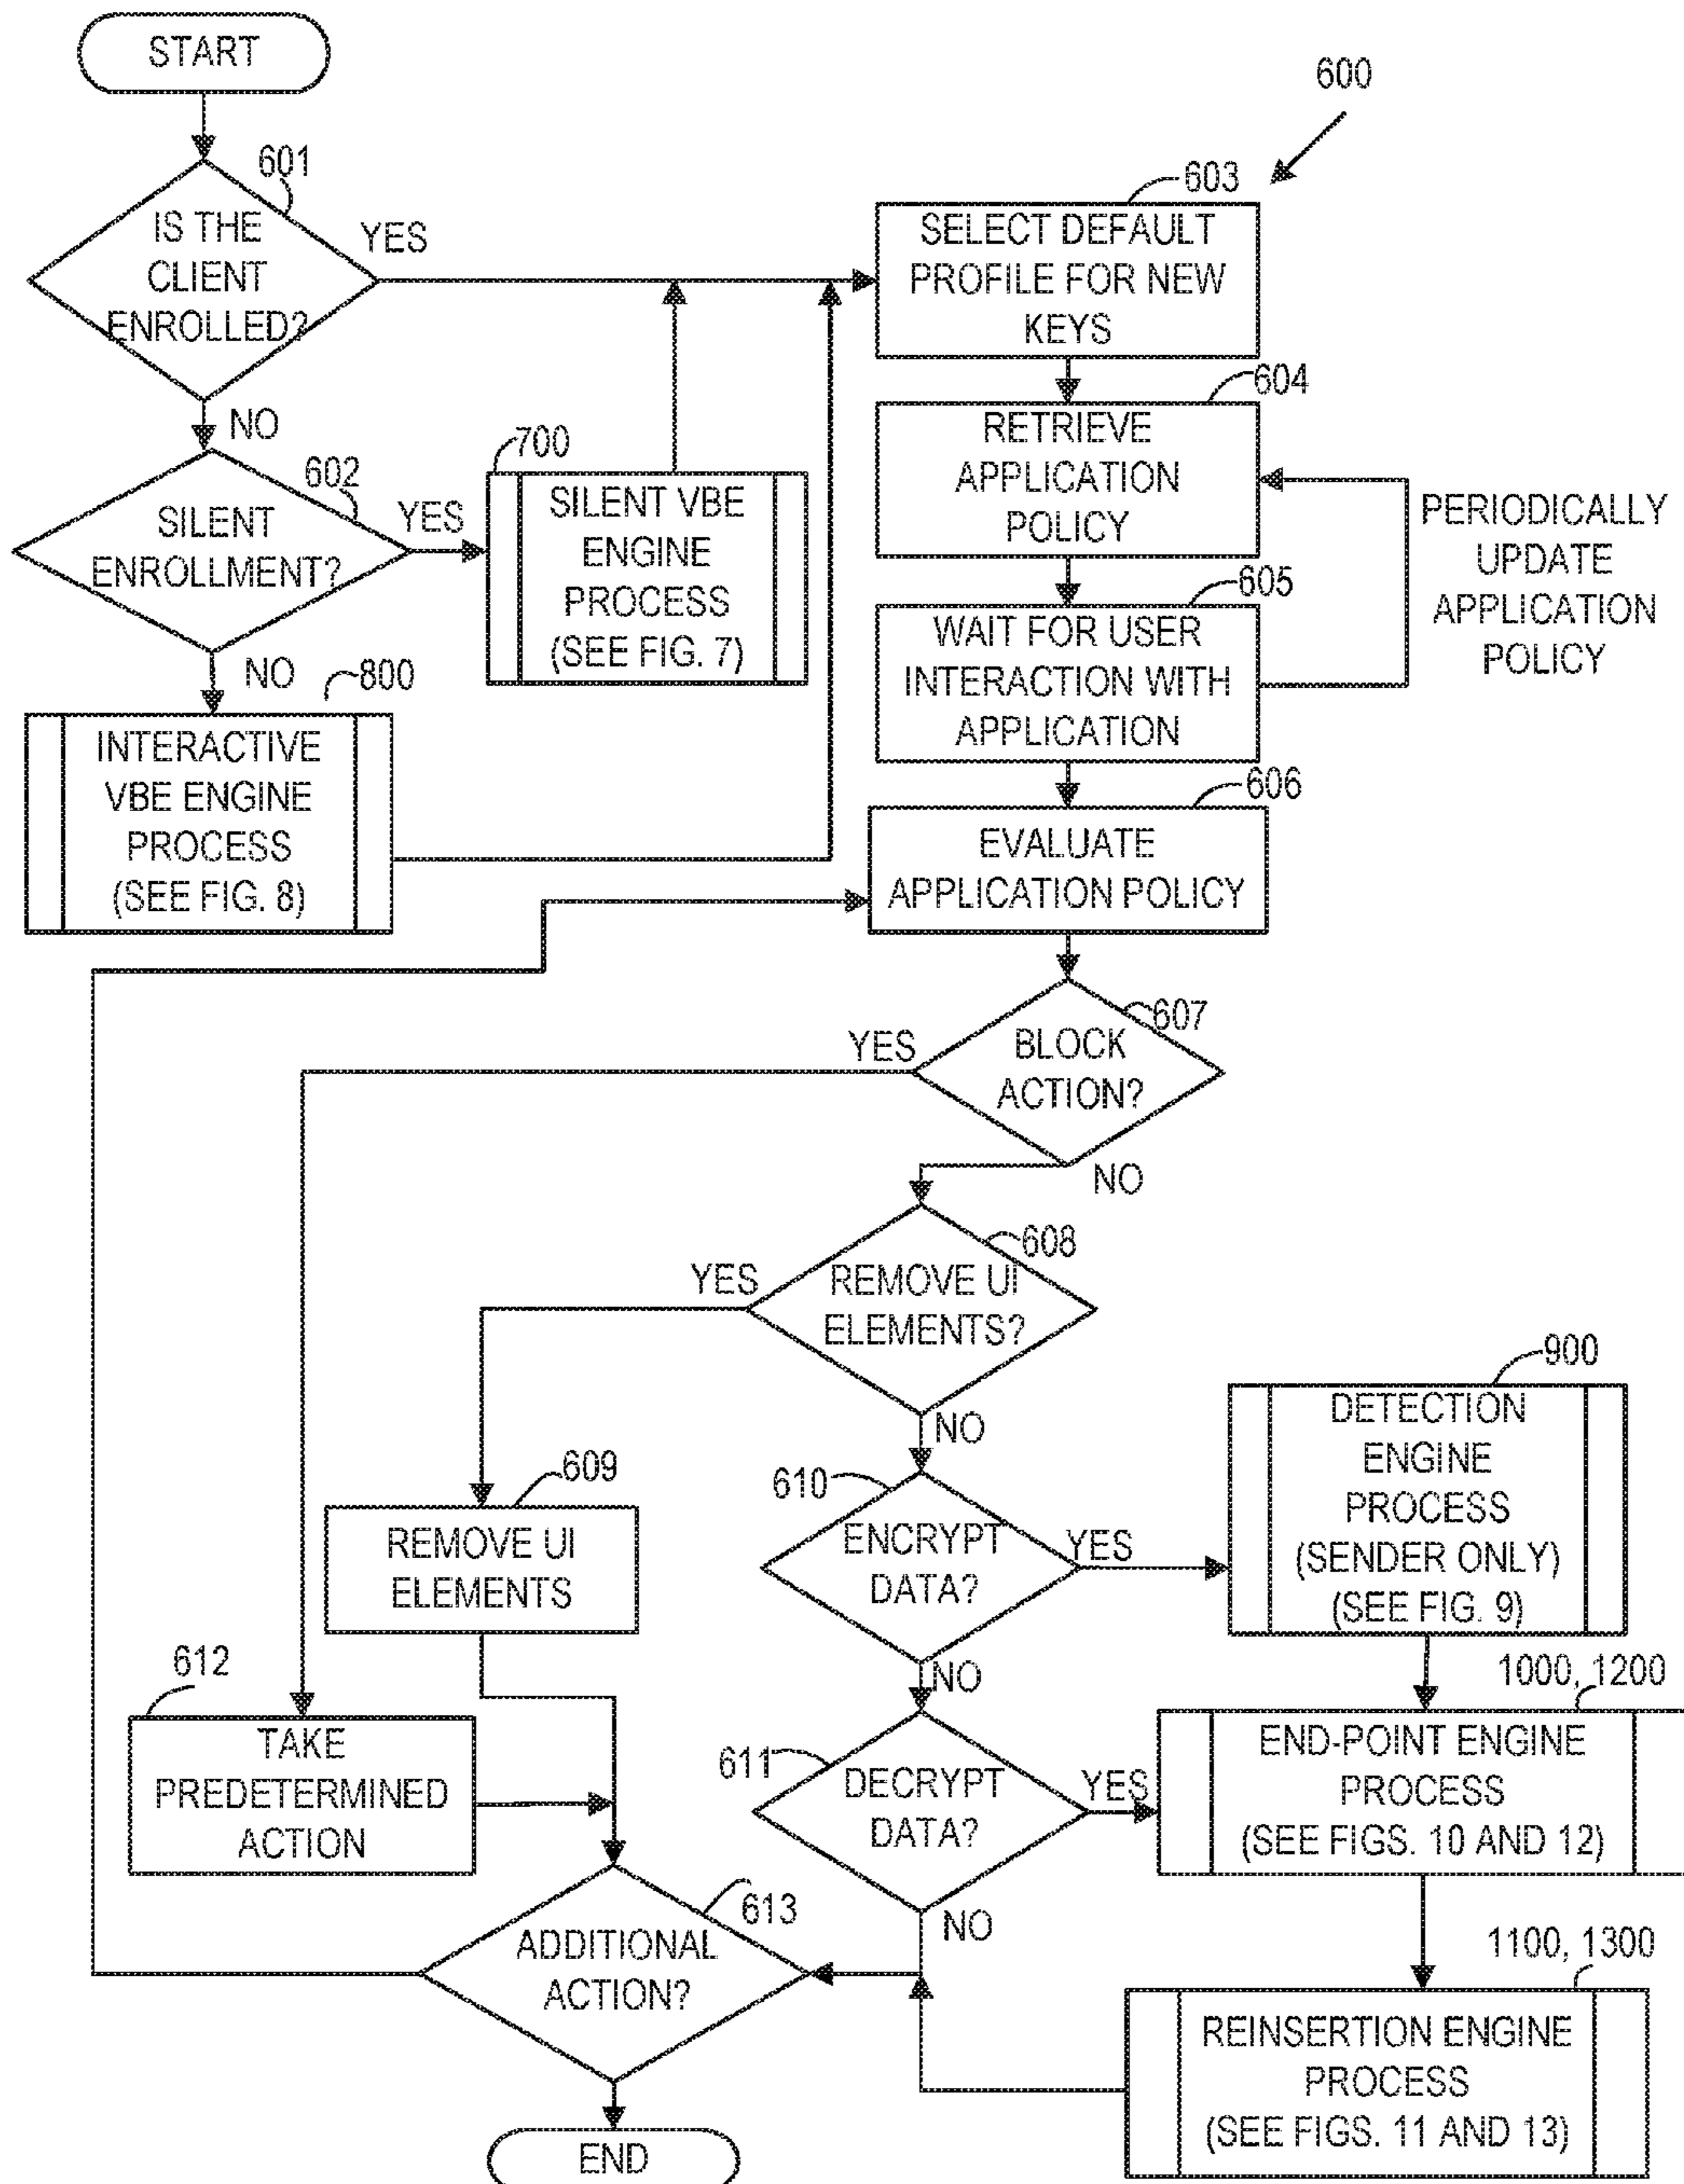 START
600
601
IS THE
CLIENT
ENROLLED?
YES
NO
603
SELECT DEFAULT
PROFILE FOR NEW
KEYS
604
RETRIEVE
APPLICATION
POLICY
602
SILENT
ENROLLMENT?
YES
NO
700
SILENT VBE
ENGINE
PROCESS
(SEE FIG. 7)
PERIODICALLY
UPDATE
APPLICATION
POLICY
605
WAIT FOR USER
INTERACTION WITH
APPLICATION
800
INTERACTIVE
VBE ENGINE
PROCESS
(SEE FIG. 8)
606
EVALUATE
APPLICATION POLICY
607
BLOCK
ACTION?
YES
NO
608
REMOVE UI
ELEMENTS?
YES
NO
609
REMOVE UI
ELEMENTS
610
ENCRYPT
DATA?
YES
NO
900
DETECTION
ENGINE
PROCESS
(SENDER ONLY)
(SEE FIG. 9)
612
TAKE
PREDETERMINED
ACTION
611
DECRYPT
DATA?
YES
NO
1000, 1200
END-POINT ENGINE
PROCESS
(SEE FIGS. 10 AND 12)
613
ADDITIONAL
ACTION?
1100, 1300
REINSERTION ENGINE
PROCESS
(SEE FIGS. 11 AND 13)
END